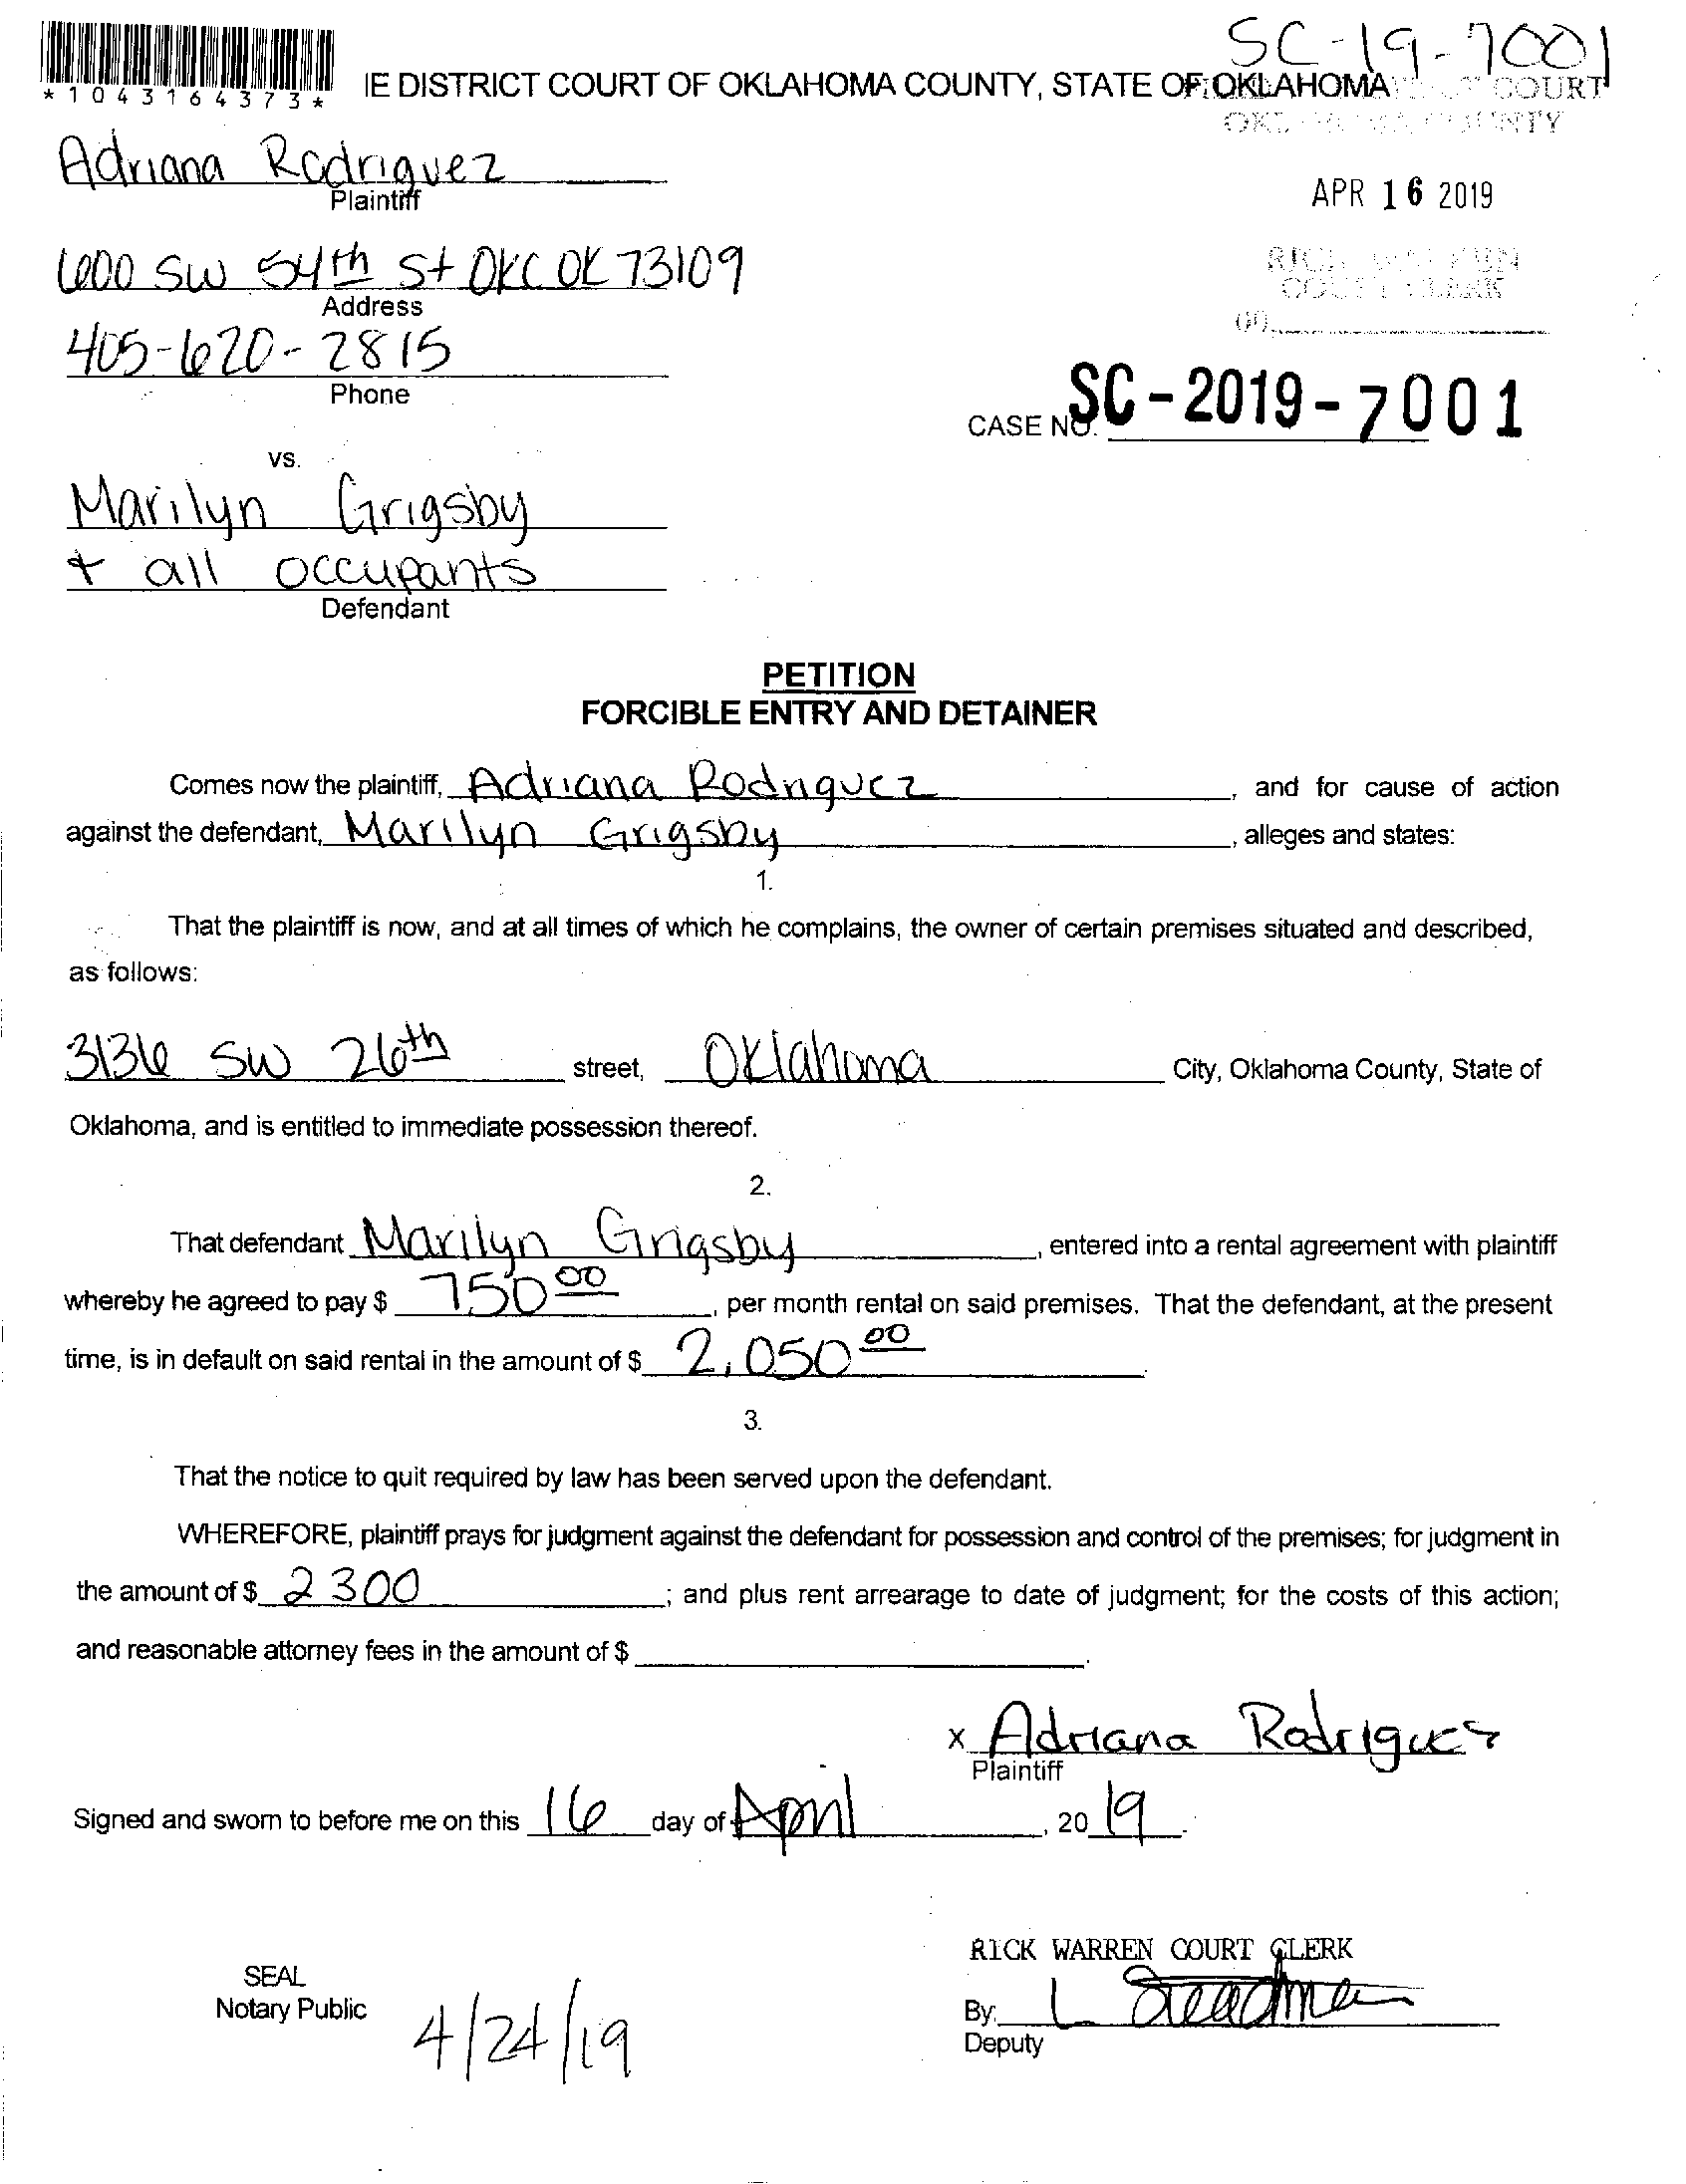 SC-19-7001
*1043164373*
IE DISTRICT COURT OF OKLAHOMA COUNTY, STATE OF OKLAHOMA
COURT
COUNTY
Adriana Rodriguez
Plaintiff
APR 16 2019
600 SW 54th St OKC OK 73109
Address
405-620-2815
Phone
CASE NO. SC-2019-7001
vs.
Marilyn Grigsby
+ all occupants
Defendant
PETITION
FORCIBLE ENTRY AND DETAINER
Comes now the plaintiff, Adriana Rodriguez, and for cause of action
against the defendant, Marilyn Grigsby, alleges and states:
1.
That the plaintiff is now, and at all times of which he complains, the owner of certain premises situated and described,
as follows:
3136 SW 26th street, Oklahoma City, Oklahoma County, State of
Oklahoma, and is entitled to immediate possession thereof.
2.
That defendant Marilyn Grigsby, entered into a rental agreement with plaintiff
whereby he agreed to pay $ 750 00, per month rental on said premises. That the defendant, at the present
time, is in default on said rental in the amount of $ 2,050 00.
3.
That the notice to quit required by law has been served upon the defendant.
WHEREFORE, plaintiff prays for judgment against the defendant for possession and control of the premises; for judgment in
the amount of $ 2300; and plus rent arrearage to date of judgment; for the costs of this action;
and reasonable attorney fees in the amount of $ .
x Adriana Rodriguez
Plaintiff
Signed and sworn to before me on this 16 day of April, 2019.
RICK WARREN COURT CLERK
SEAL
Notary Public
4/24/19
By. L Steadman
Deputy